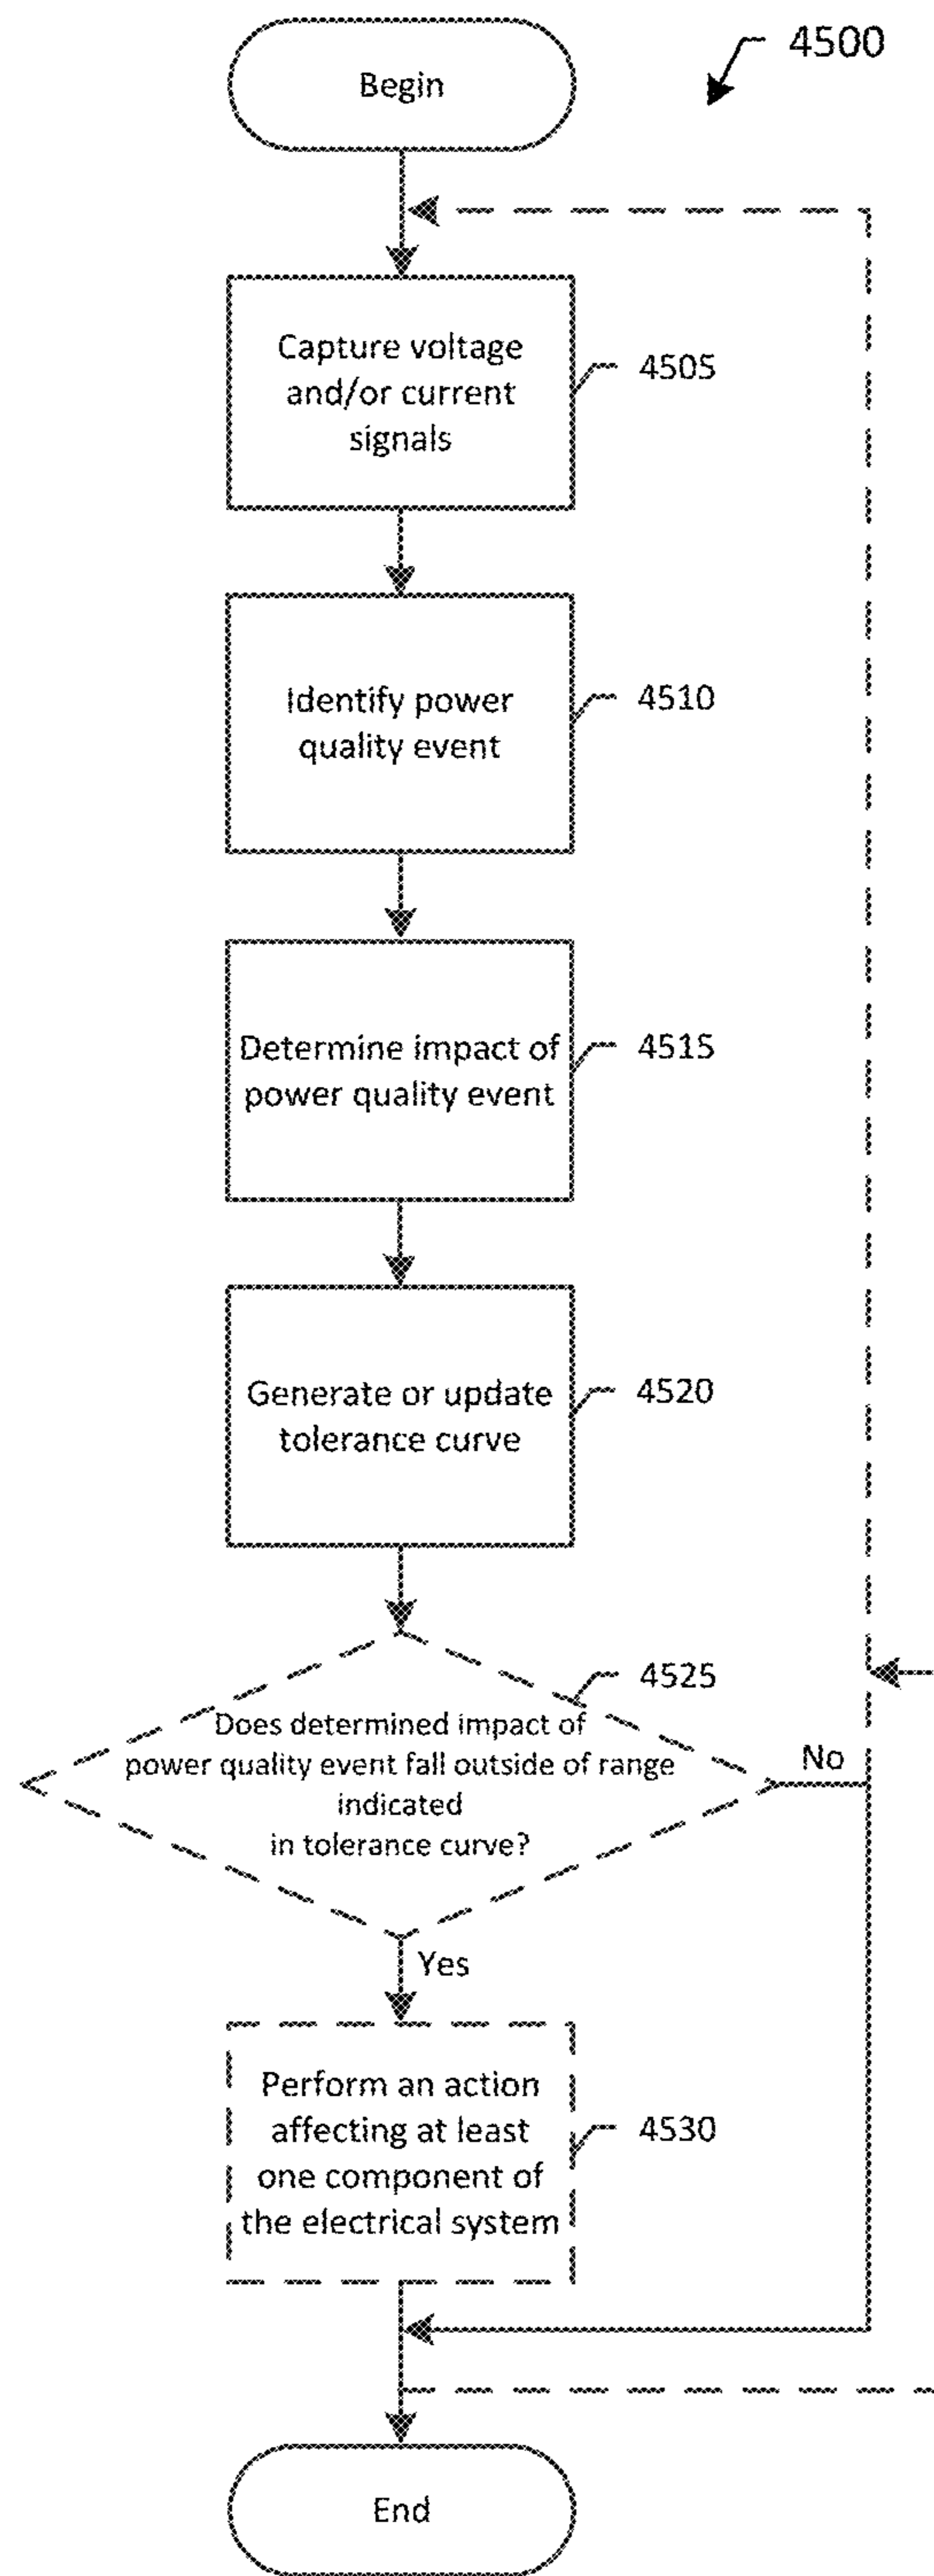 4500
Begin
Capture voltage
and/or current
signals
4505
Identify power
quality event
4510
Determine impact of
power quality event
4515
Generate or update
tolerance curve
4520
4525
Does determined impact of
power quality event fall outside of range
indicated
in tolerance curve?
No
Yes
Perform an action
affecting at least
one component of
the electrical system
4530
End